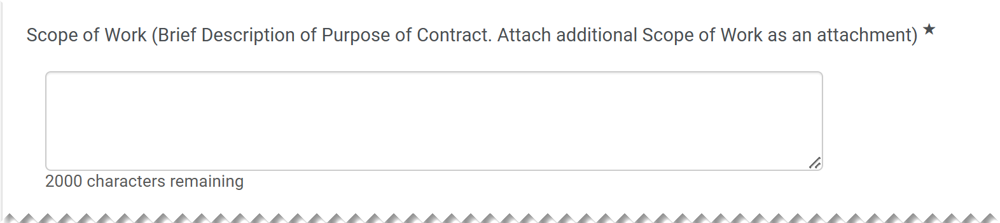 Scope of Work (Brief Description of Purpose of Contract. Attach additional Scope of Work as an attachment) ★
2000 characters remaining